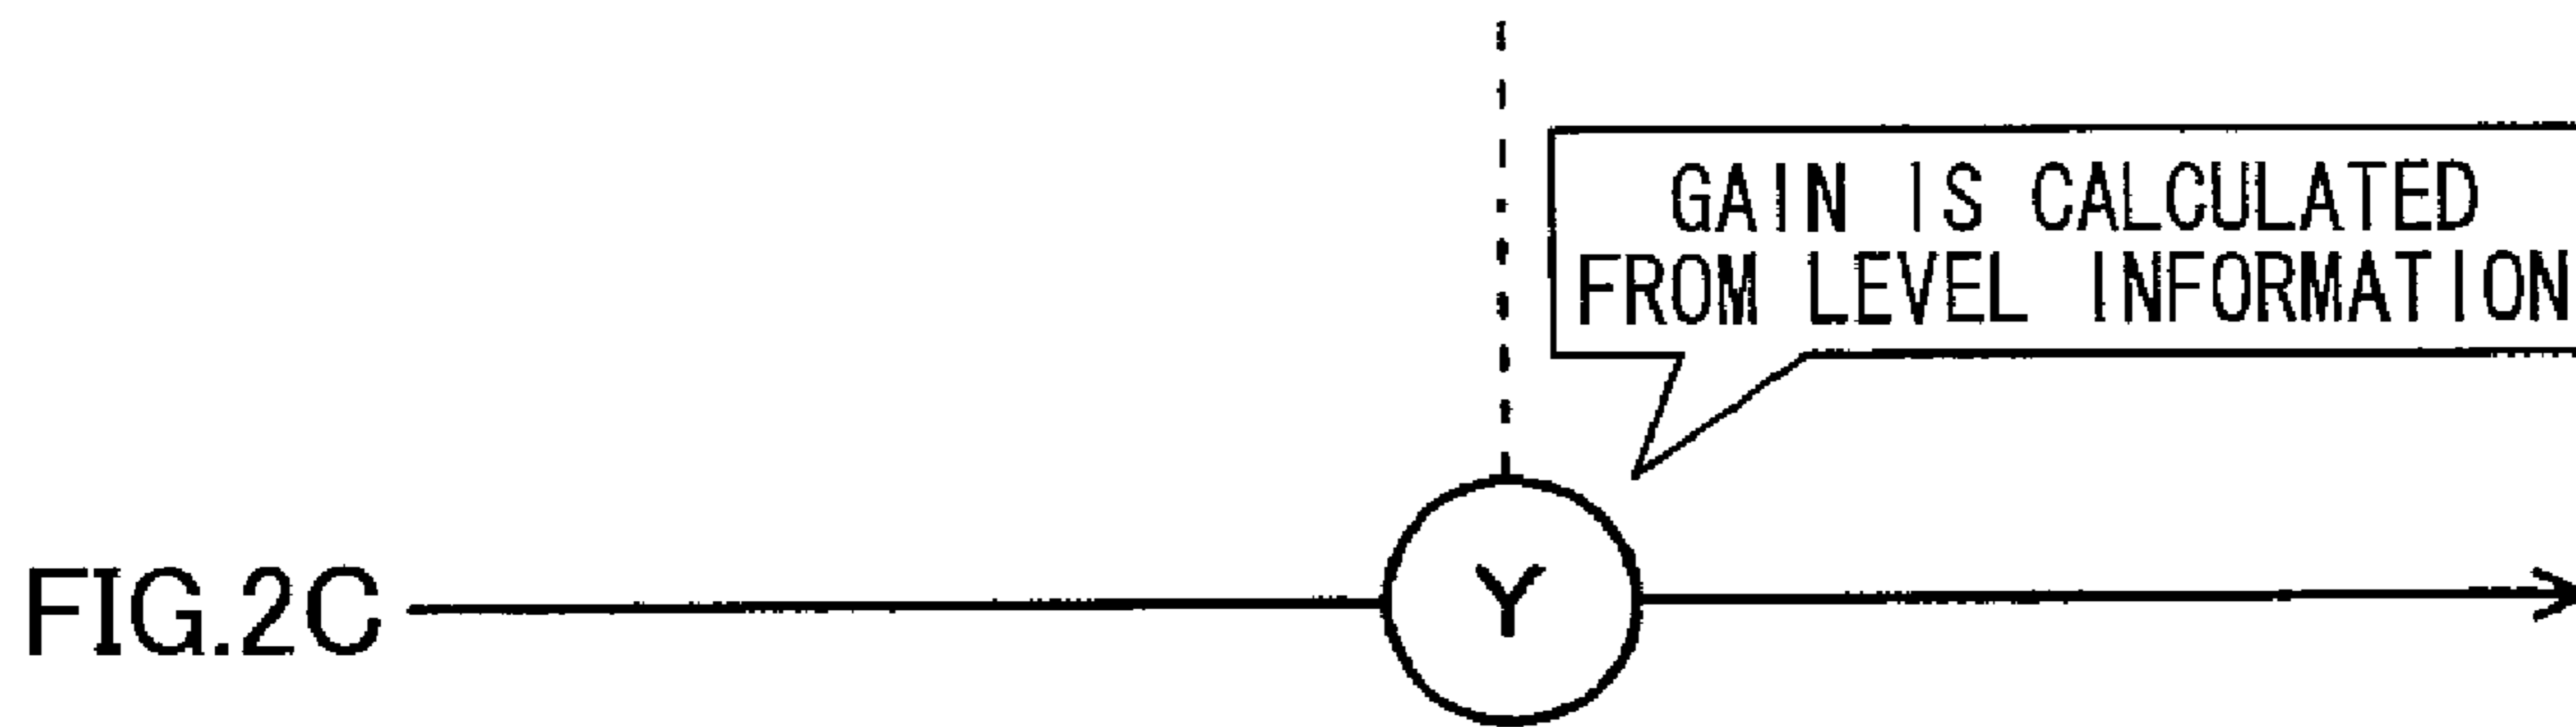 GAIN IS CALCULATED
FROM LEVEL INFORMATION
FIG.2C
Y